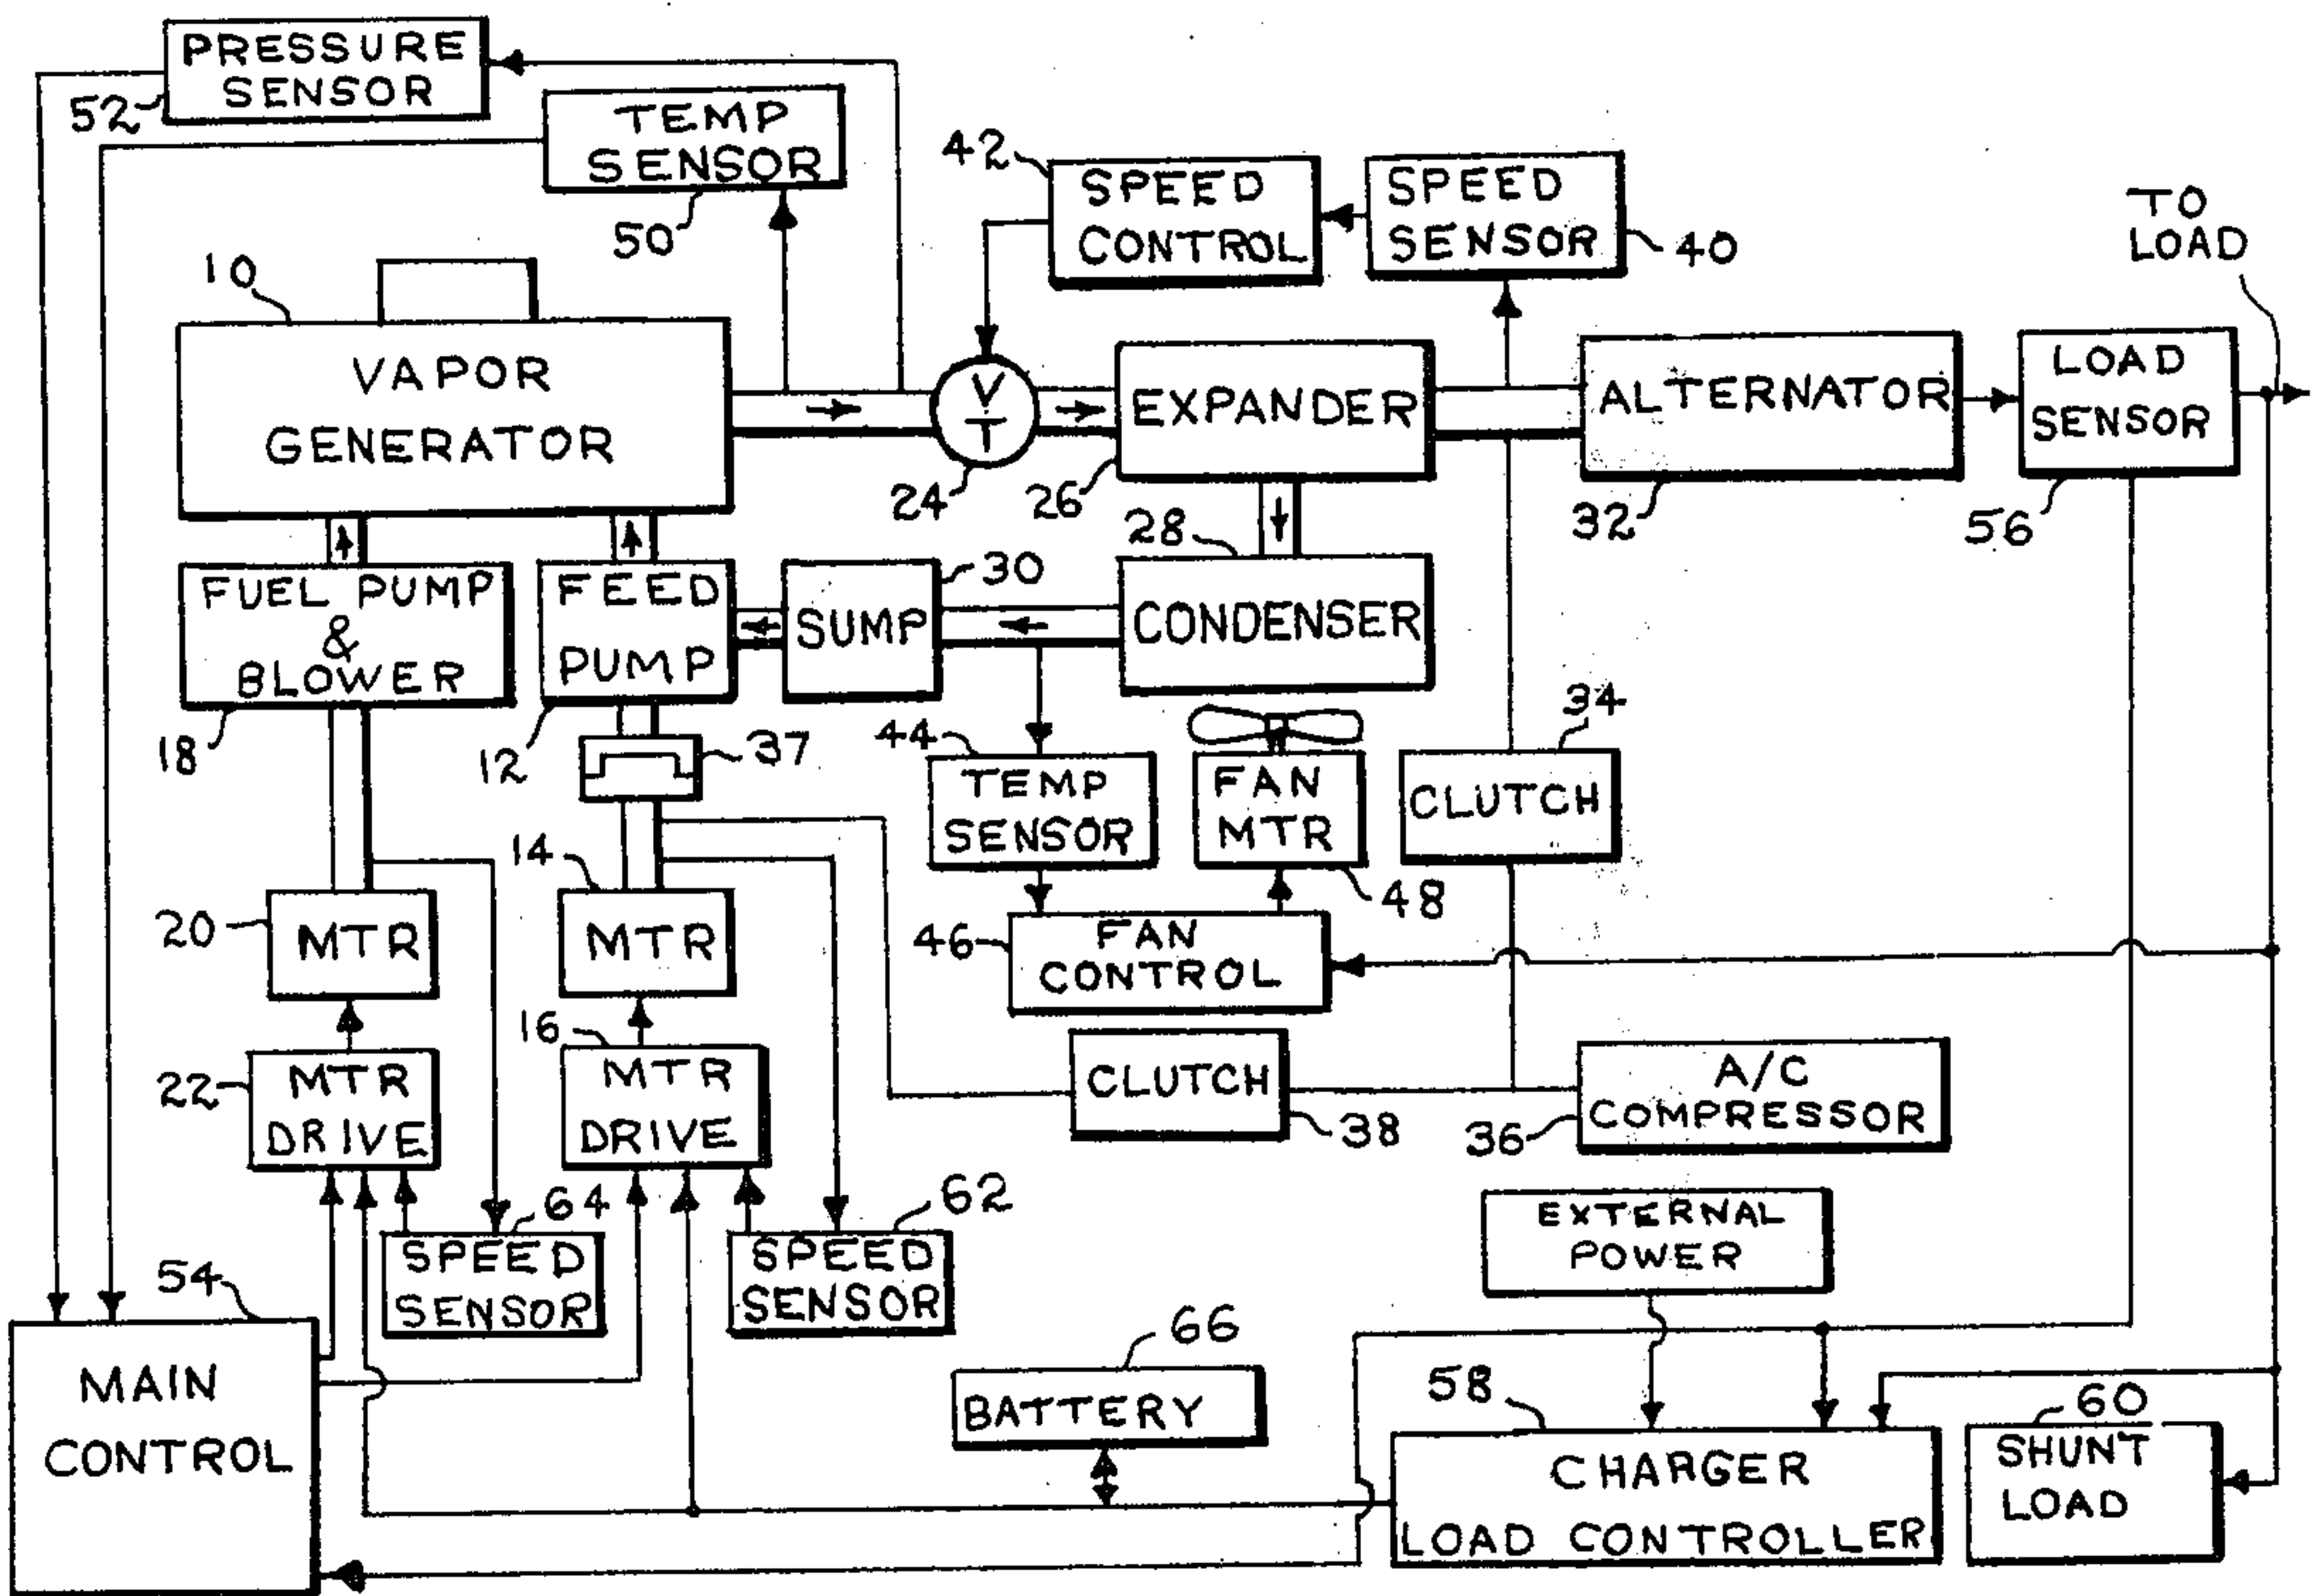 PRESSURE
SENSOR
52
TEMP
SENSOR
50
42
SPEED
CONTROL
SPEED
SENSOR
40
TO
LOAD
10
VAPOR
GENERATOR
V
T
24
EXPANDER
26
ALTERNATOR
32
LOAD
SENSOR
56
FUEL PUMP
&
BLOWER
18
FEED
PUMP
12
SUMP
30
28
CONDENSER
37
44
TEMP
SENSOR
FAN
MTR
48
34
CLUTCH
20
MTR
14
MTR
46
FAN
CONTROL
22
MTR
DRIVE
16
MTR
DRIVE
CLUTCH
38
A/C
COMPRESSOR
36
64
SPEED
SENSOR
62
SPEED
SENSOR
EXTERNAL
POWER
54
MAIN
CONTROL
66
BATTERY
58
CHARGER
LOAD CONTROLLER
60
SHUNT
LOAD